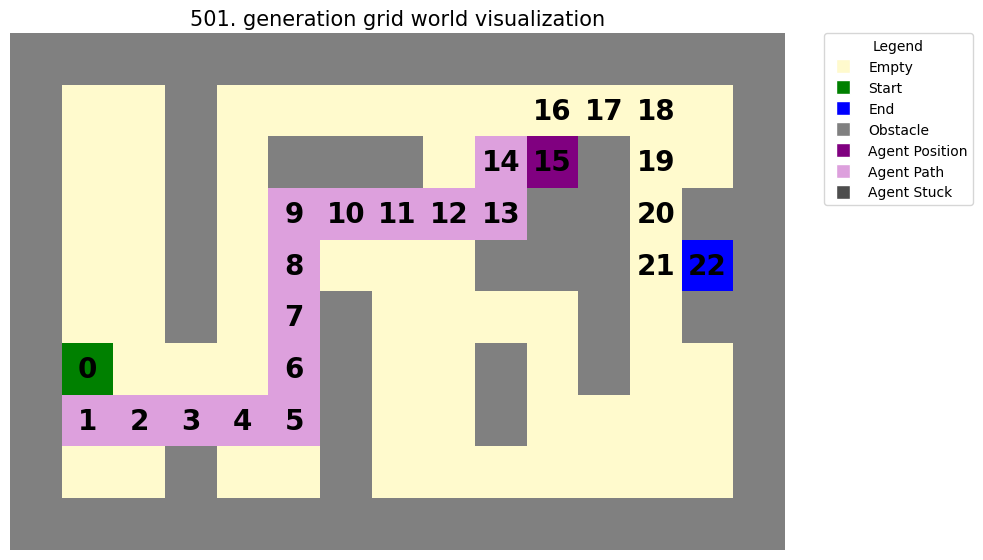 501. generation grid world visualization
16 17 18
14 15 19
9 10 11 12 13 20
8 21 22
7
0 6
1 2 3 4 5
Legend
Empty
Start
End
Obstacle
Agent Position
Agent Path
Agent Stuck